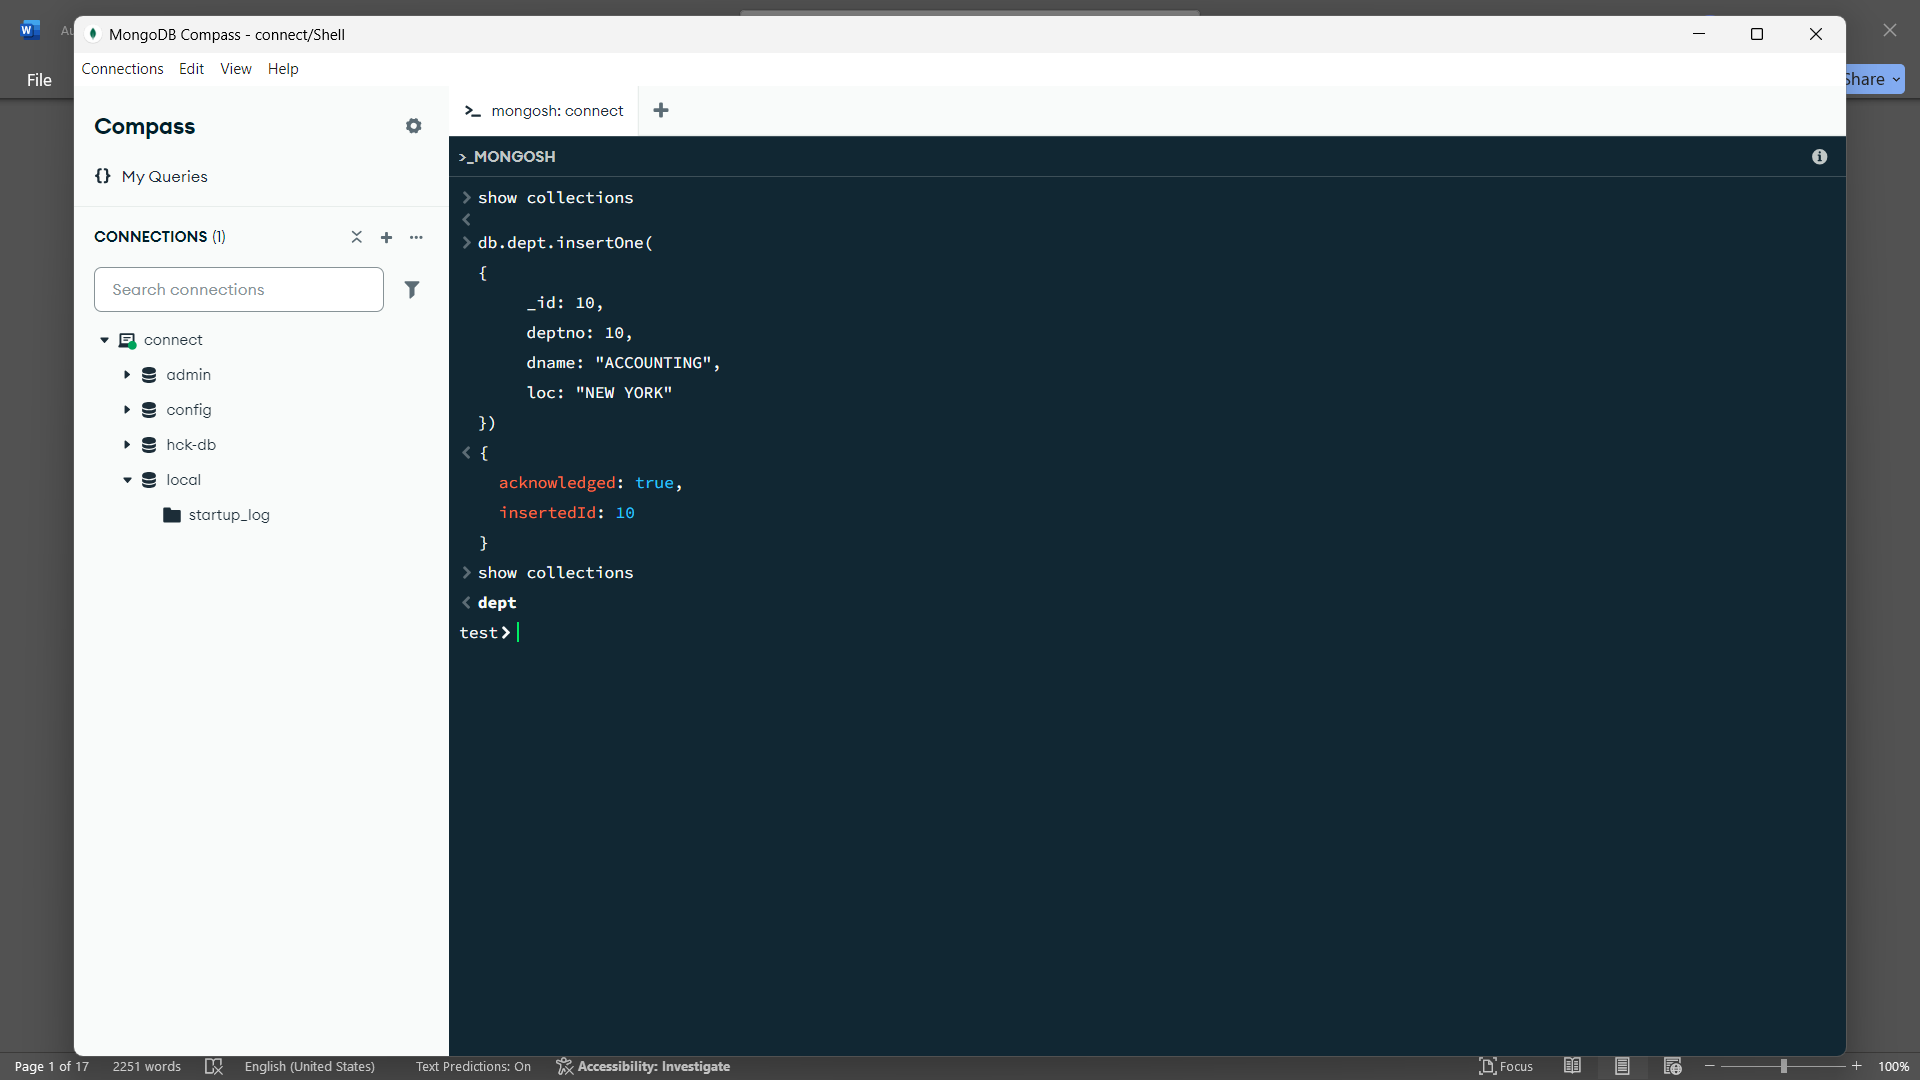 MongoDB Compass - connect/Shell
File
Share
Connections Edit View Help
Compass
My Queries
CONNECTIONS (1)
Search connections
connect
admin
config
hck-db
local
startup_log
>_ mongosh: connect
>_MONGOSH
> show collections
<
> db.dept.insertOne(
{
_id: 10,
deptno: 10,
dname: "ACCOUNTING",
loc: "NEW YORK"
})
< {
acknowledged: true,
insertedId: 10
}
> show collections
< dept
test>
Page 1 of 17 2251 words English (United States) Text Predictions: On Accessibility: Investigate Focus 100%